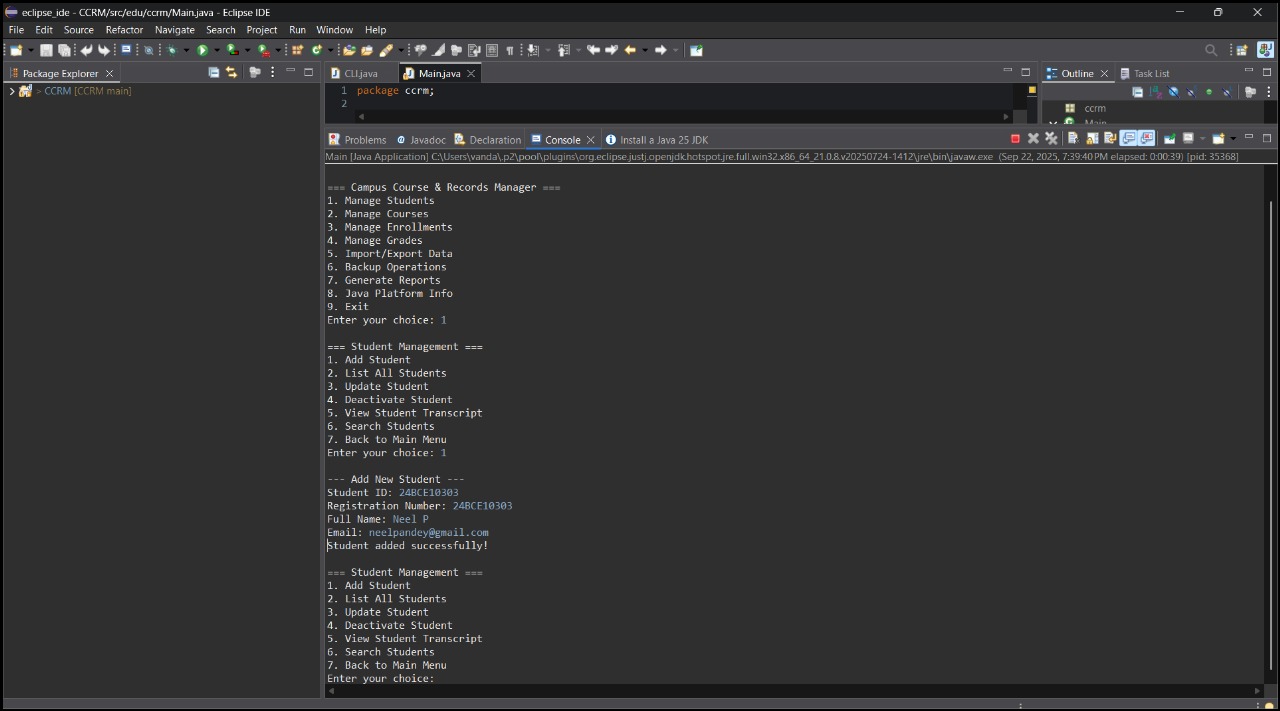 eclipse_ide - CCRM/src/edu/ccrm/Main.java - Eclipse IDE
File Edit Source Refactor Navigate Search Project Run Window Help
Package Explorer
CLI.java Main.java
Outline Task List
> CCRM [CCRM main]
1 package ccrm;
2
ccrm
Main
Problems Javadoc Declaration Console Install a Java 25 JDK
Main [Java Application] C:\Users\vanda\.p2\pool\plugins\org.eclipse.justj.openjdk.hotspot.jre.full.win32.x86_64_21.0.8.v20250724-1412\jre\bin\javaw.exe (Sep 22, 2025, 7:39:40 PM elapsed: 0:00:39) [pid: 35368]
=== Campus Course & Records Manager ===
1. Manage Students
2. Manage Courses
3. Manage Enrollments
4. Manage Grades
5. Import/Export Data
6. Backup Operations
7. Generate Reports
8. Java Platform Info
9. Exit
Enter your choice: 1
=== Student Management ===
1. Add Student
2. List All Students
3. Update Student
4. Deactivate Student
5. View Student Transcript
6. Search Students
7. Back to Main Menu
Enter your choice: 1
--- Add New Student ---
Student ID: 24BCE10303
Registration Number: 24BCE10303
Full Name: Neel P
Email: neelpandey@gmail.com
Student added successfully!
=== Student Management ===
1. Add Student
2. List All Students
3. Update Student
4. Deactivate Student
5. View Student Transcript
6. Search Students
7. Back to Main Menu
Enter your choice: